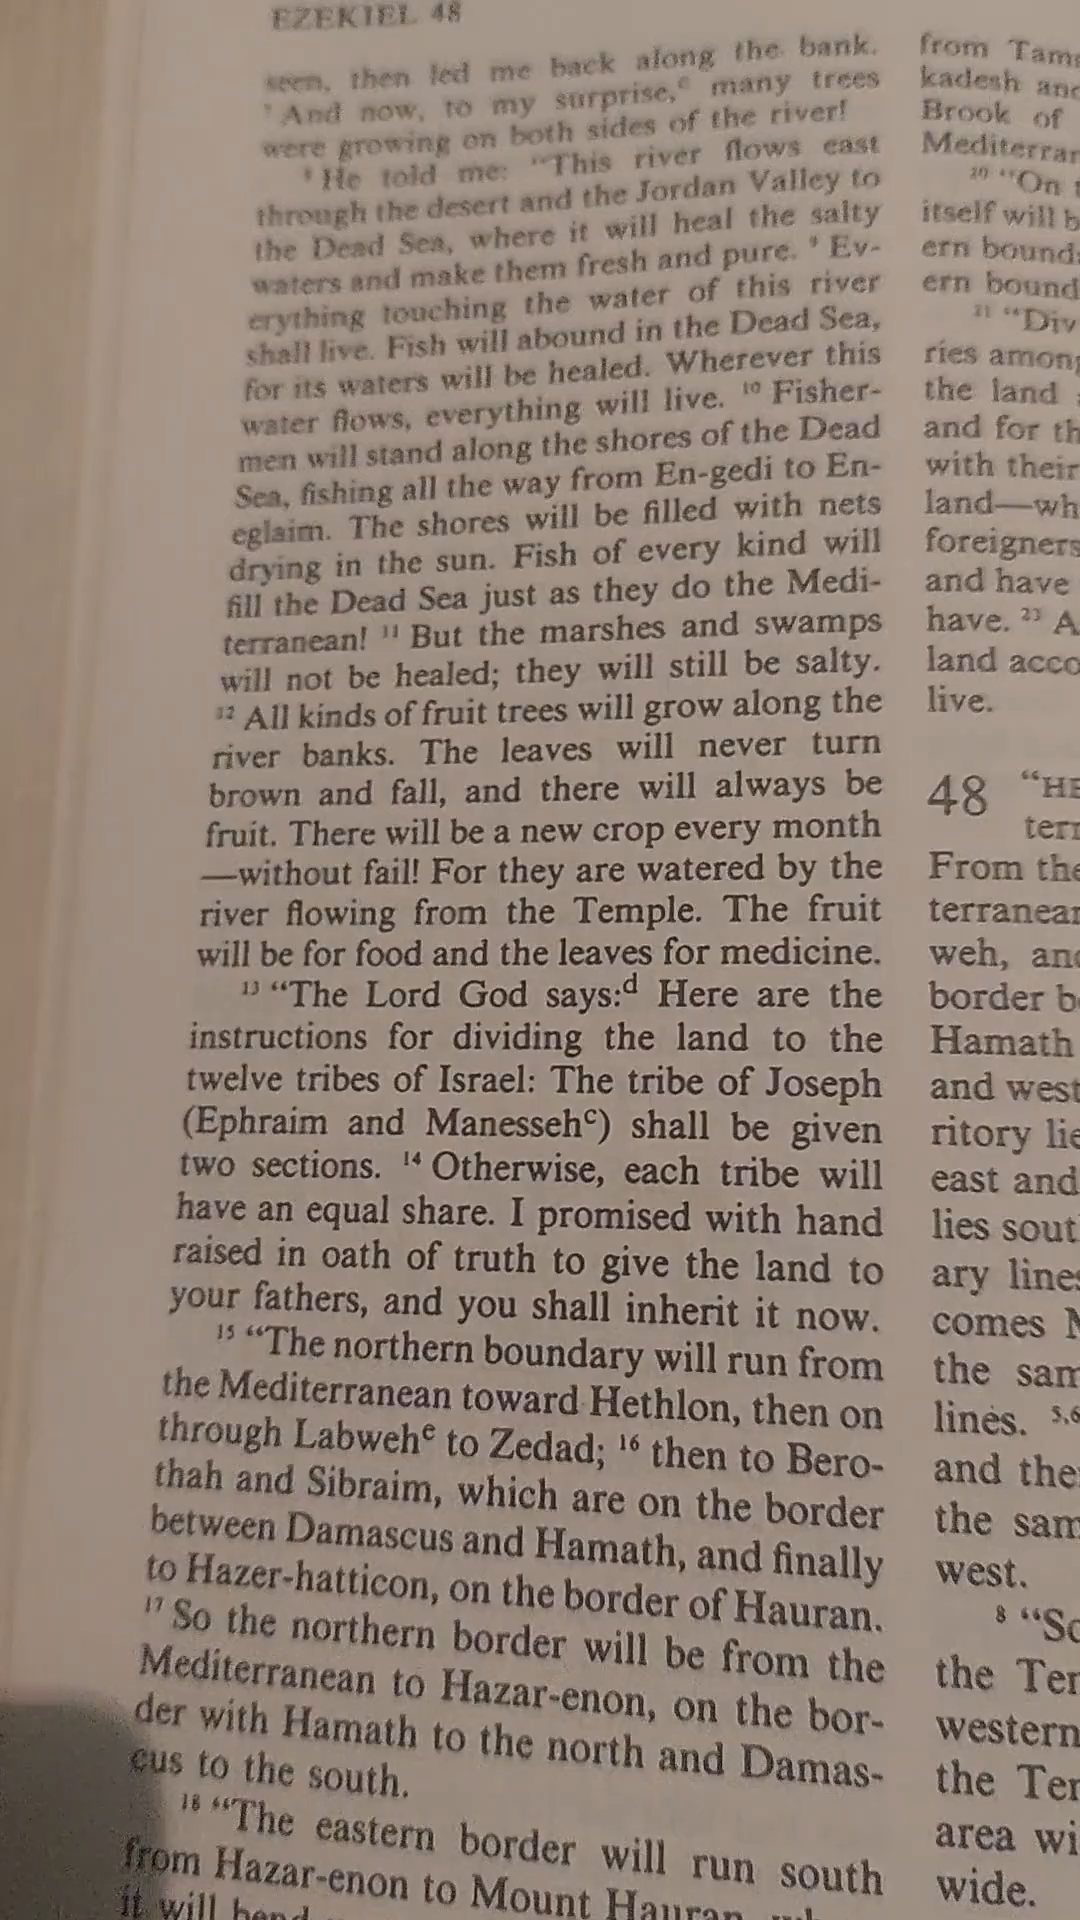 EZEKIEL 48
seen, then led me back along the bank.
⁷ And now, to my surprise,ᶜ many trees
were growing on both sides of the river!
⁸ He told me: "This river flows east
through the desert and the Jordan Valley to
the Dead Sea, where it will heal the salty
waters and make them fresh and pure. ⁹ Ev-
erything touching the water of this river
shall live. Fish will abound in the Dead Sea,
for its waters will be healed. Wherever this
water flows, everything will live. ¹⁰ Fisher-
men will stand along the shores of the Dead
Sea, fishing all the way from En-gedi to En-
eglaim. The shores will be filled with nets
drying in the sun. Fish of every kind will
fill the Dead Sea just as they do the Medi-
terranean! ¹¹ But the marshes and swamps
will not be healed; they will still be salty.
¹² All kinds of fruit trees will grow along the
river banks. The leaves will never turn
brown and fall, and there will always be
fruit. There will be a new crop every month
—without fail! For they are watered by the
river flowing from the Temple. The fruit
will be for food and the leaves for medicine.
¹³ "The Lord God says:ᵈ Here are the
instructions for dividing the land to the
twelve tribes of Israel: The tribe of Joseph
(Ephraim and Manessehᶜ) shall be given
two sections. ¹⁴ Otherwise, each tribe will
have an equal share. I promised with hand
raised in oath of truth to give the land to
your fathers, and you shall inherit it now.
¹⁵ "The northern boundary will run from
the Mediterranean toward Hethlon, then on
through Labwehᵉ to Zedad; ¹⁶ then to Bero-
thah and Sibraim, which are on the border
between Damascus and Hamath, and finally
to Hazer-hatticon, on the border of Hauran.
¹⁷ So the northern border will be from the
Mediterranean to Hazar-enon, on the bor-
der with Hamath to the north and Damas-
cus to the south.
¹⁸ "The eastern border will run south
from Hazar-enon to Mount Hauran,
it will bend
from Tam
kadesh and
Brook of
Mediterran
²⁰ "On
itself will b
ern bound
ern bound
²¹ "Div
ries among
the land
and for th
with their
land—wh
foreigners
and have
have. ²³ A
land acco
live.
48 "HE
terr
From the
terranean
weh, and
border b
Hamath
and west
ritory lie
east and
lies sout
ary lines
comes
the sam
lines. ⁵,⁶
and the
the sam
west.
⁸ "So
the Ter
western
the Ter
area wi
wide.